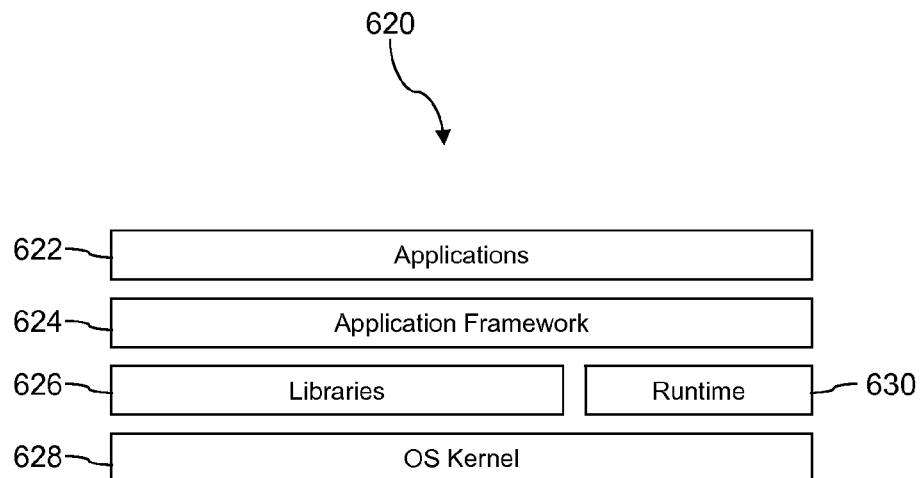 620
622 Applications
624 Application Framework
626 Libraries Runtime 630
628 OS Kernel